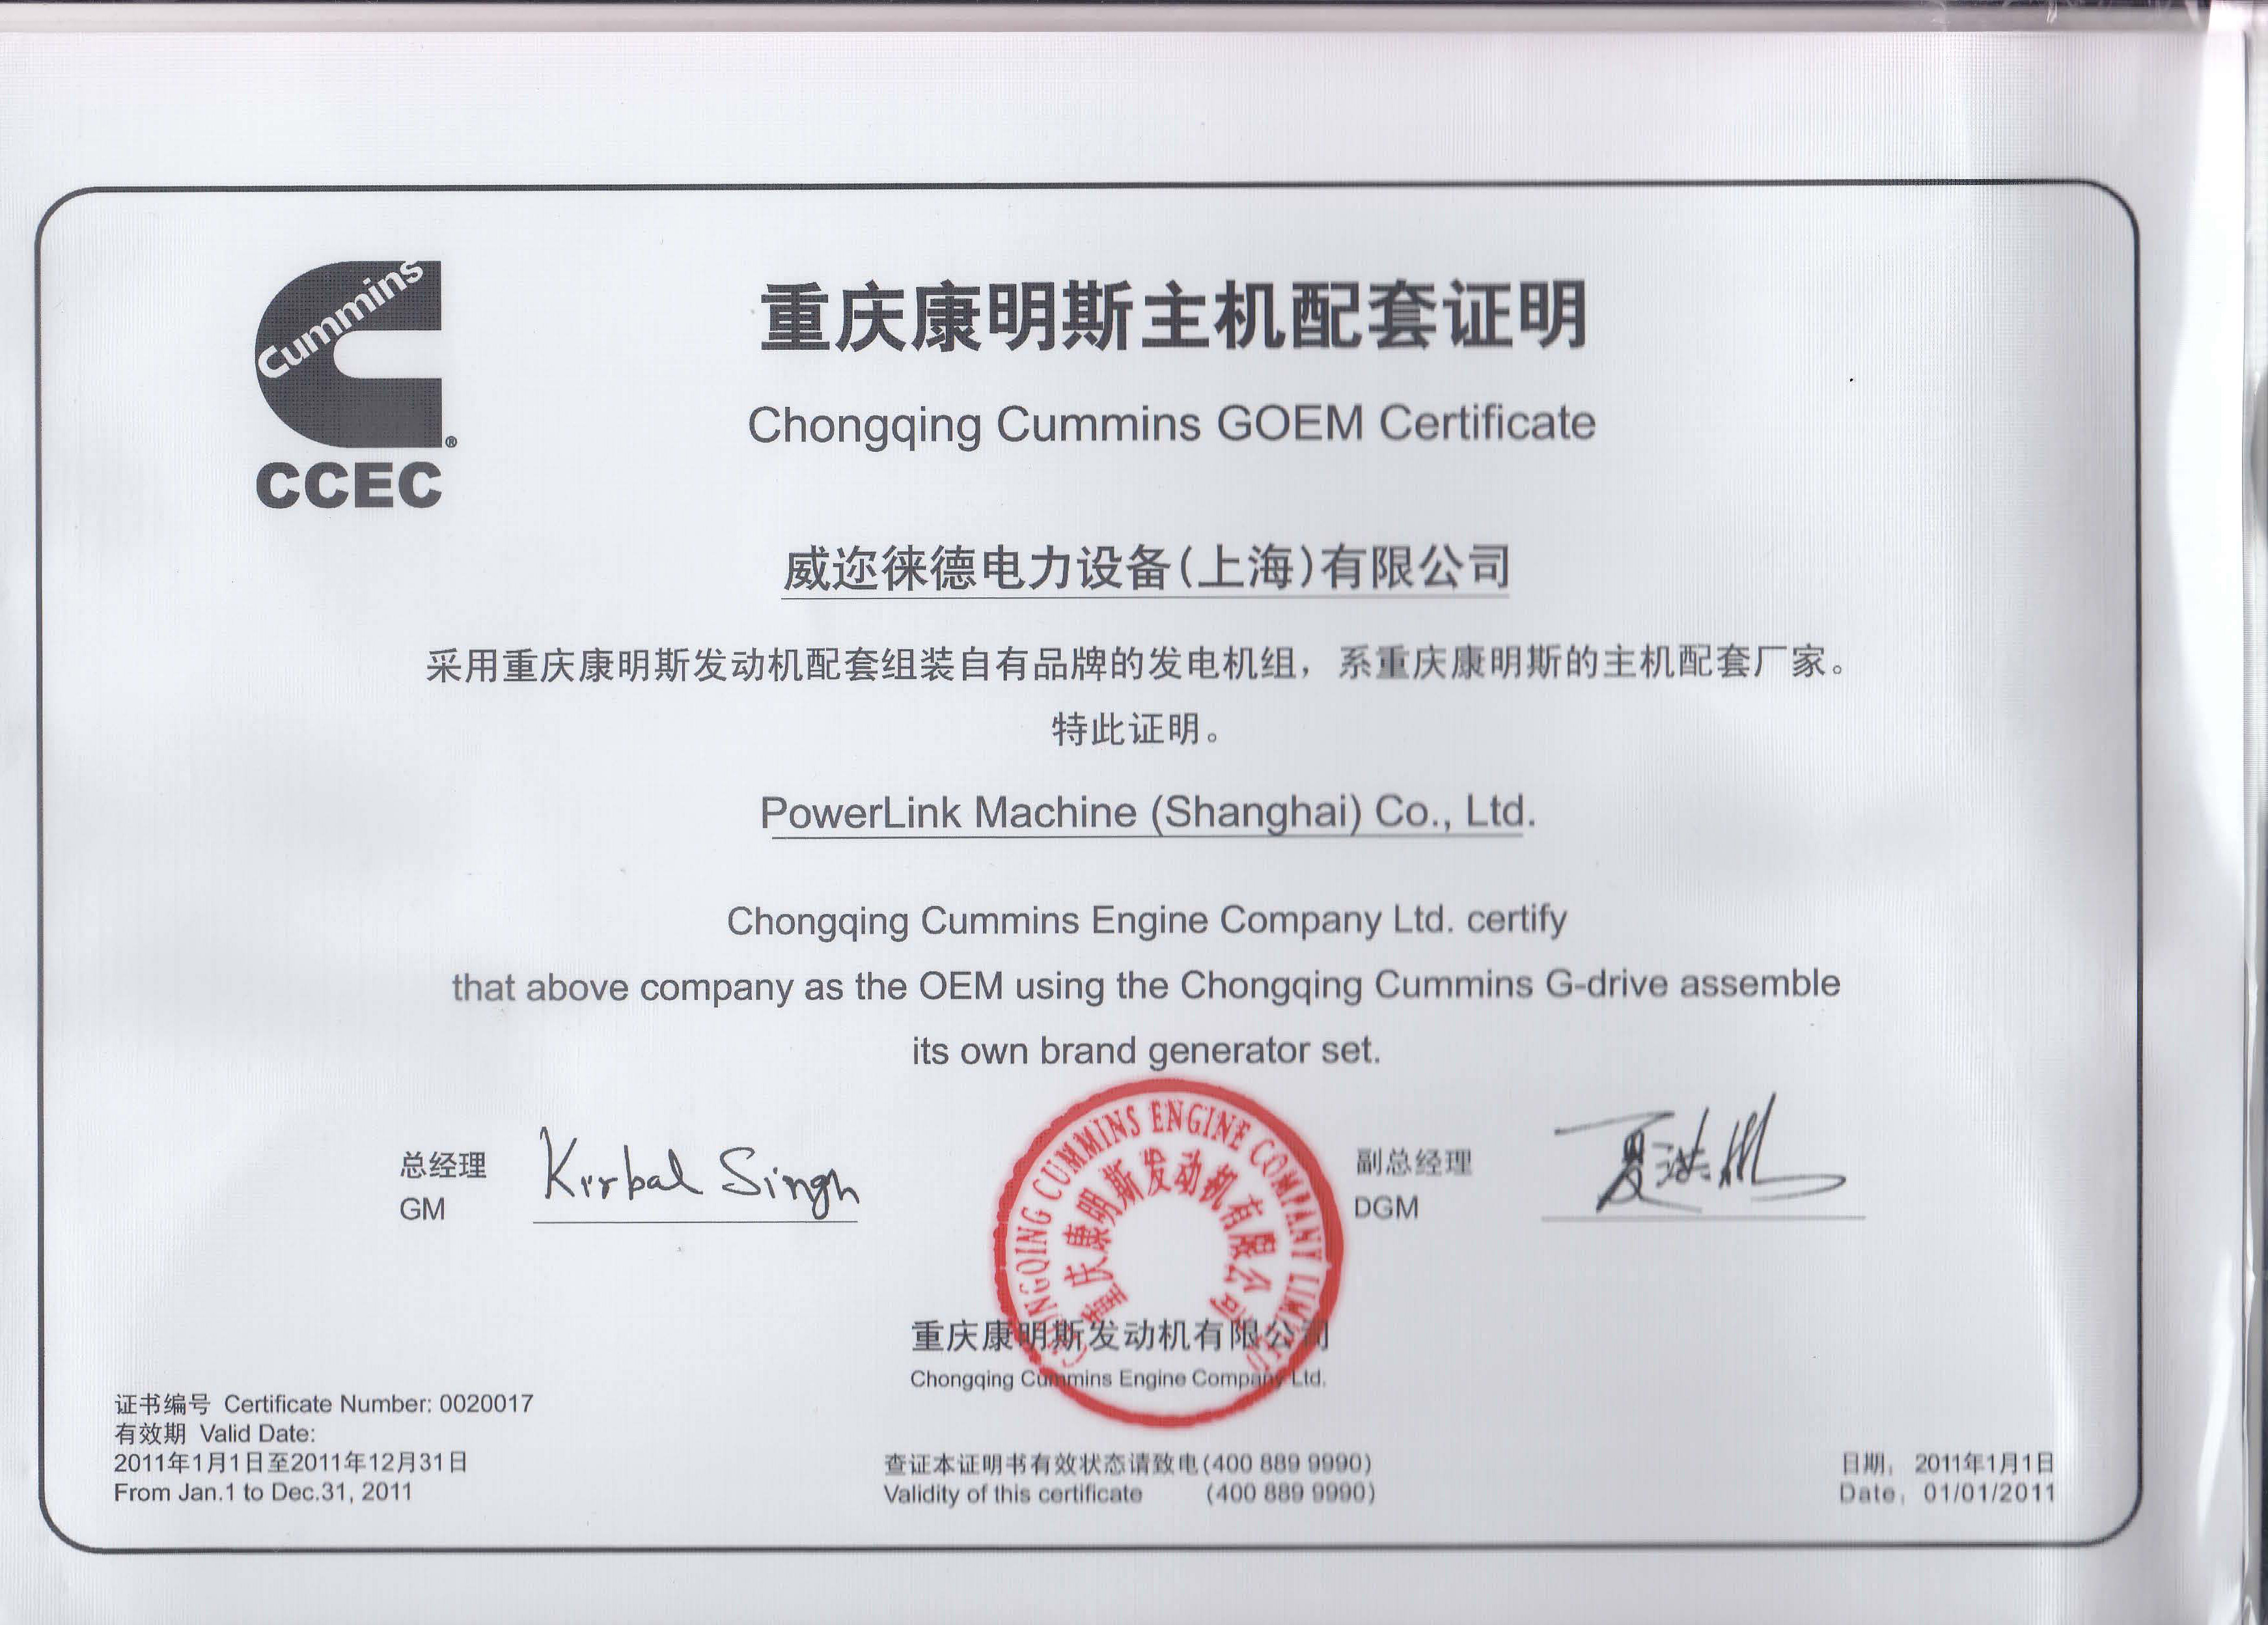 Cummins
®
CCEC
重庆康明斯主机配套证明
Chongqing Cummins GOEM Certificate
威迩徕德电力设备(上海)有限公司
采用重庆康明斯发动机配套组装自有品牌的发电机组，系重庆康明斯的主机配套厂家。
特此证明。
PowerLink Machine (Shanghai) Co., Ltd.
Chongqing Cummins Engine Company Ltd. certify
that above company as the OEM using the Chongqing Cummins G-drive assemble
its own brand generator set.
总经理
GM
Kirbal Singh
CHONGQING CUMMINS ENGINE COMPANY LIMITED
重庆康明斯发动机有限公司
副总经理
DGM
重庆康明斯发动机有限公司
Chongqing Cummins Engine Company Ltd.
证书编号 Certificate Number: 0020017
有效期 Valid Date:
2011年1月1日至2011年12月31日
From Jan.1 to Dec.31, 2011
查证本证明书有效状态请致电(400 889 9990)
Validity of this certificate (400 889 9990)
日期, 2011年1月1日
Date, 01/01/2011